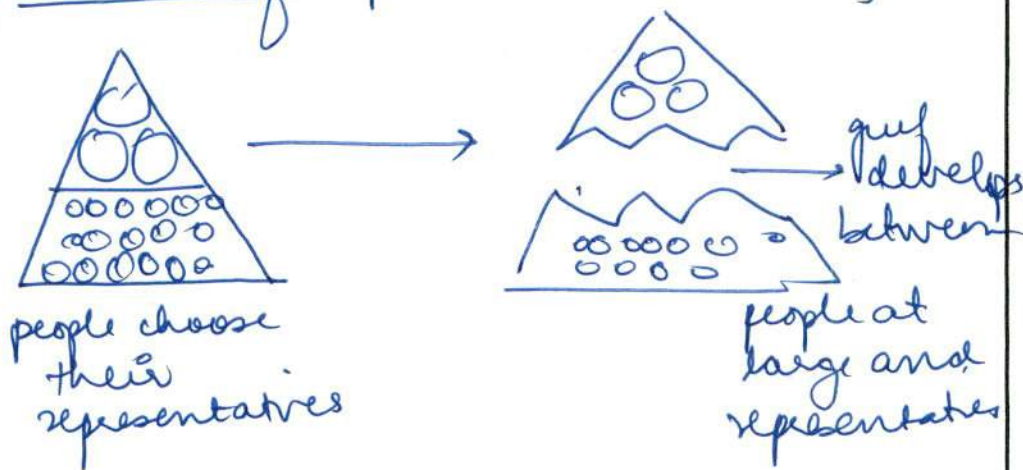 people choose
their
representatives
gulf
develops
between
people at
large and
representatives